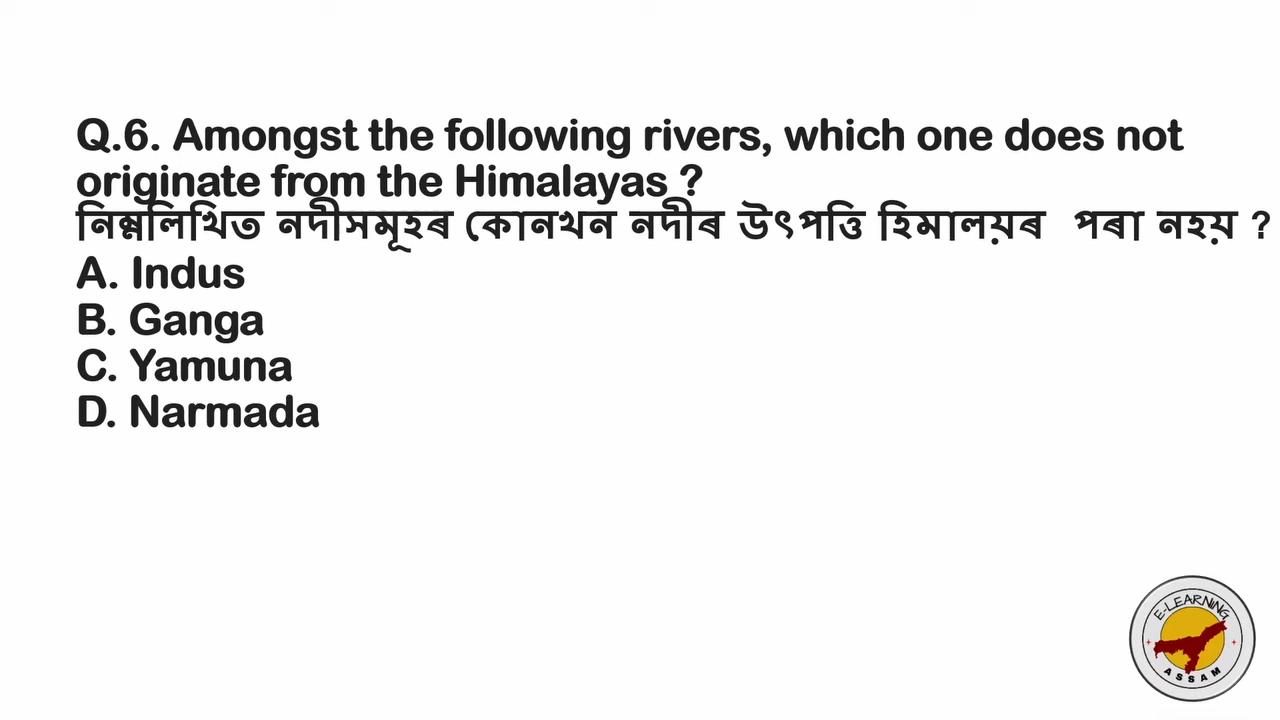 Q.6. Amongst the following rivers, which one does not
originate from the Himalayas ?
নিম্নলিখিত নদীসমূহৰ কোনখন নদীৰ উৎপত্তি হিমালয়ৰ পৰা নহয় ?
A. Indus
B. Ganga
C. Yamuna
D. Narmada
E-LEARNING
ASSAM